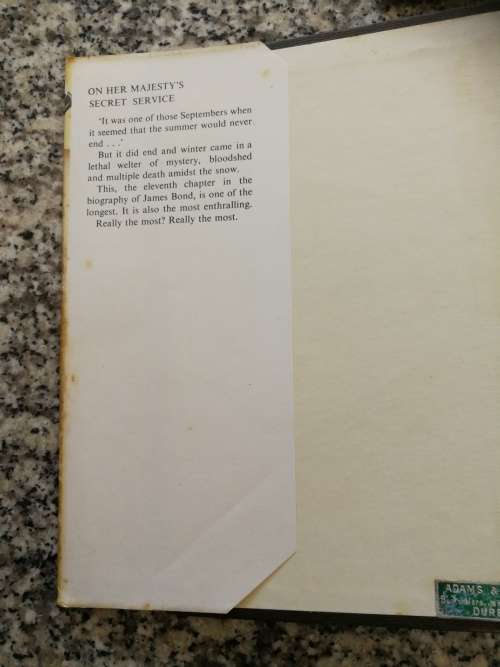 ON HER MAJESTY'S
SECRET SERVICE
'It was one of those Septembers when
it seemed that the summer would never
end . . .'
But it did end and winter came in a
lethal welter of mystery, bloodshed
and multiple death amidst the snow.
This, the eleventh chapter in the
biography of James Bond, is one of the
longest. It is also the most enthralling.
Really the most? Really the most.
ADAMS &